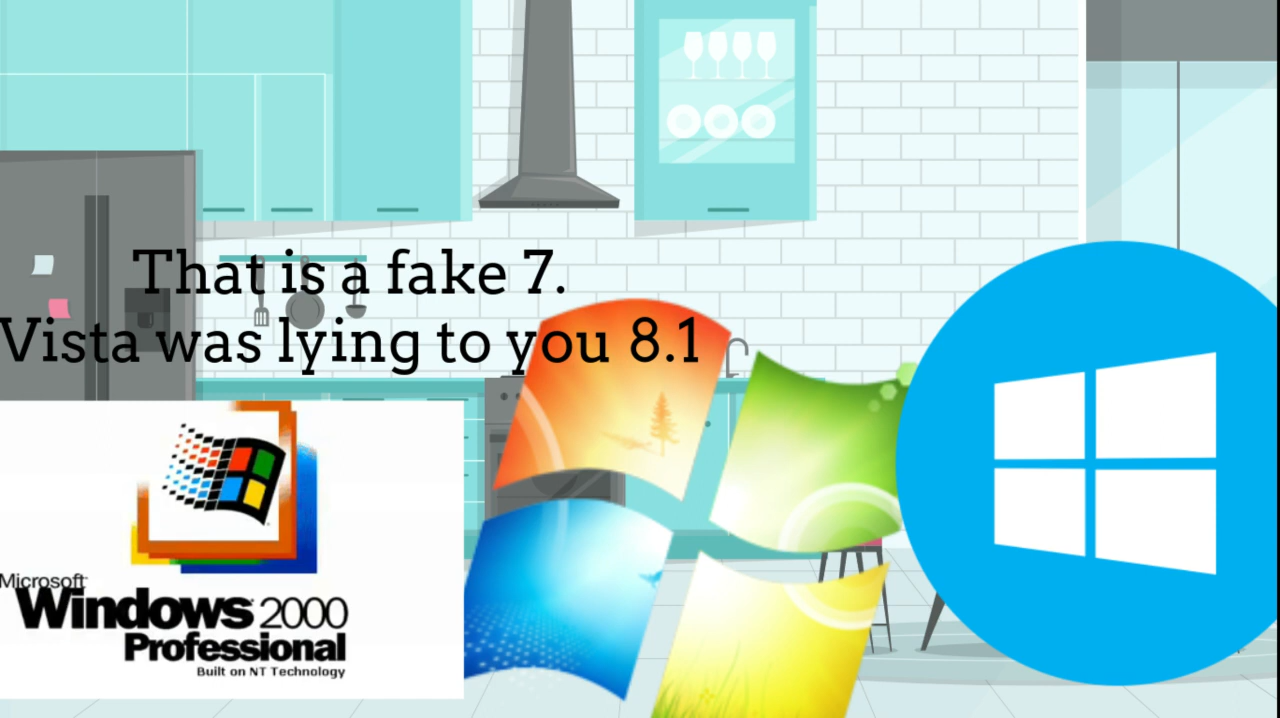 That is a fake 7.
Vista was lying to you 8.1
Microsoft
Windows 2000
Professional
Built on NT Technology